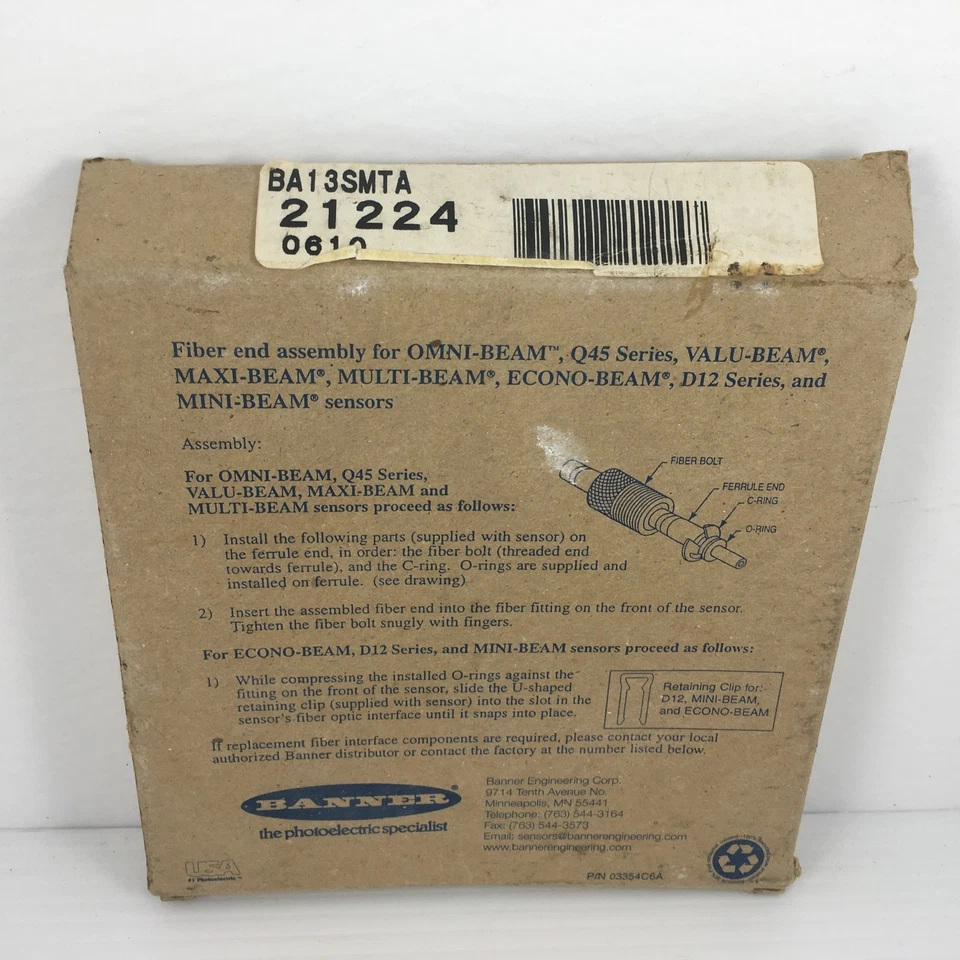 BA13SMTA
21224
0610
Fiber end assembly for OMNI-BEAM™, Q45 Series, VALU-BEAM®,
MAXI-BEAM®, MULTI-BEAM®, ECONO-BEAM®, D12 Series, and
MINI-BEAM® sensors
Assembly:
For OMNI-BEAM, Q45 Series,
VALU-BEAM, MAXI-BEAM and
MULTI-BEAM sensors proceed as follows:
FIBER BOLT
FERRULE END
C-RING
O-RING
1) Install the following parts (supplied with sensor) on
the ferrule end, in order: the fiber bolt (threaded end
towards ferrule), and the C-ring. O-rings are supplied and
installed on ferrule. (see drawing)
2) Insert the assembled fiber end into the fiber fitting on the front of the sensor.
Tighten the fiber bolt snugly with fingers.
For ECONO-BEAM, D12 Series, and MINI-BEAM sensors proceed as follows:
1) While compressing the installed O-rings against the
fitting on the front of the sensor, slide the U-shaped
retaining clip (supplied with sensor) into the slot in the
sensor's fiber optic interface until it snaps into place.
Retaining Clip for:
D12, MINI-BEAM,
and ECONO-BEAM
If replacement fiber interface components are required, please contact your local
authorized Banner distributor or contact the factory at the number listed below.
BANNER®
the photoelectric specialist
Banner Engineering Corp.
9714 Tenth Avenue No.
Minneapolis, MN 55441
Telephone: (763) 544-3164
Fax: (763) 544-3573
Email: sensors@bannerengineering.com
www.bannerengineering.com
USA
#1 Photoelectric™
P/N 03354C6A